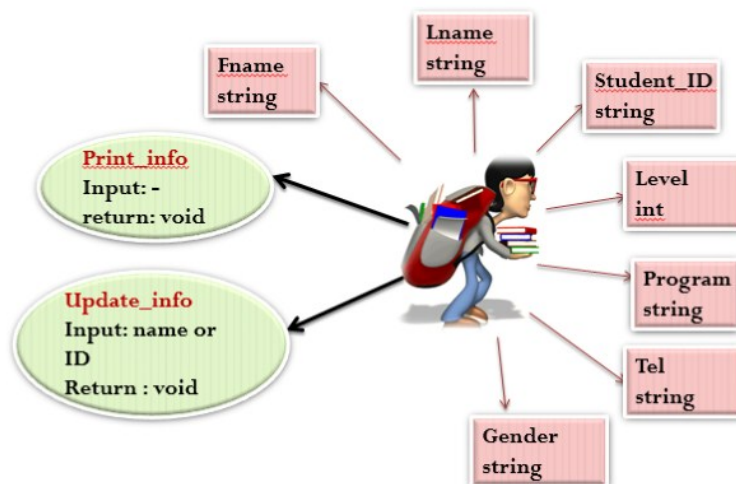 Fname
string
Lname
string
Student_ID
string
Print_info
Input: -
return: void
Level
int
Program
string
Update_info
Input: name or
ID
Return : void
Tel
string
Gender
string